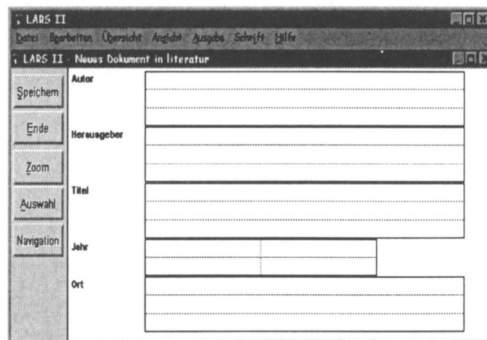 LARS II
Datei Bearbeiten Übersicht Ansicht Ausgabe Schrift Hilfe
LARS II - Neues Dokument in literatur
Speichern
Autor
Ende
Herausgeber
Zoom
Titel
Auswahl
Navigation
Jahr
Ort